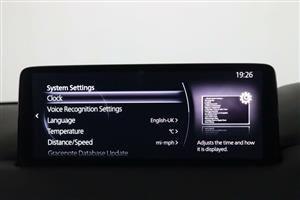 19:26
System Settings
Clock
Voice Recognition Settings
Language English-UK
Temperature °C
Distance/Speed mi·mph
Gracenote Database Update
Adjusts the time and how
it is displayed.